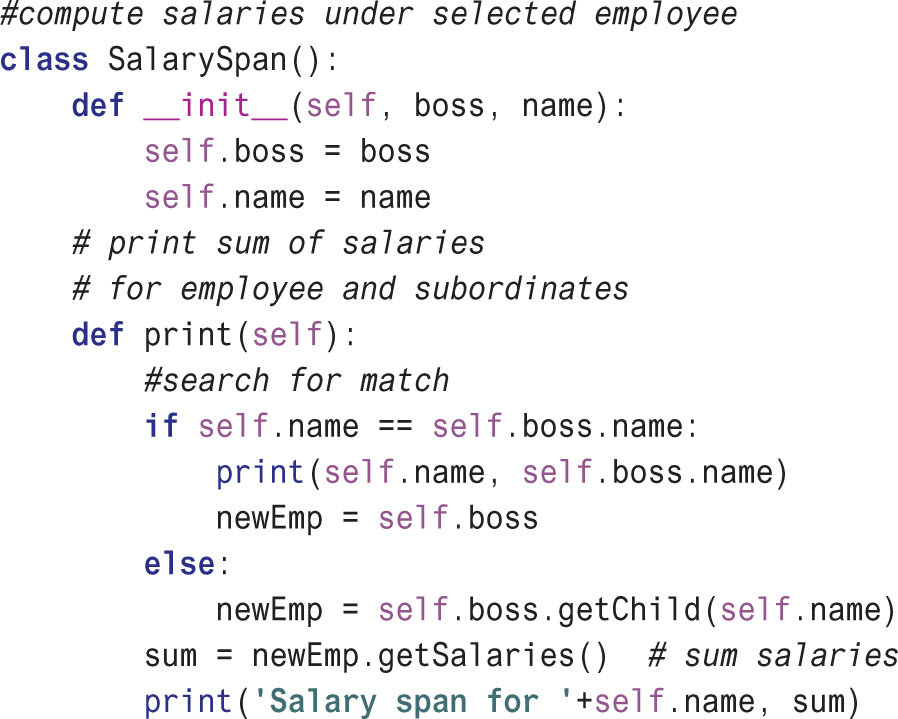 #compute salaries under selected employee
class SalarySpan():
    def __init__(self, boss, name):
        self.boss = boss
        self.name = name
    # print sum of salaries
    # for employee and subordinates
    def print(self):
        #search for match
        if self.name == self.boss.name:
            print(self.name, self.boss.name)
            newEmp = self.boss
        else:
            newEmp = self.boss.getChild(self.name)
        sum = newEmp.getSalaries()  # sum salaries
        print('Salary span for '+self.name, sum)